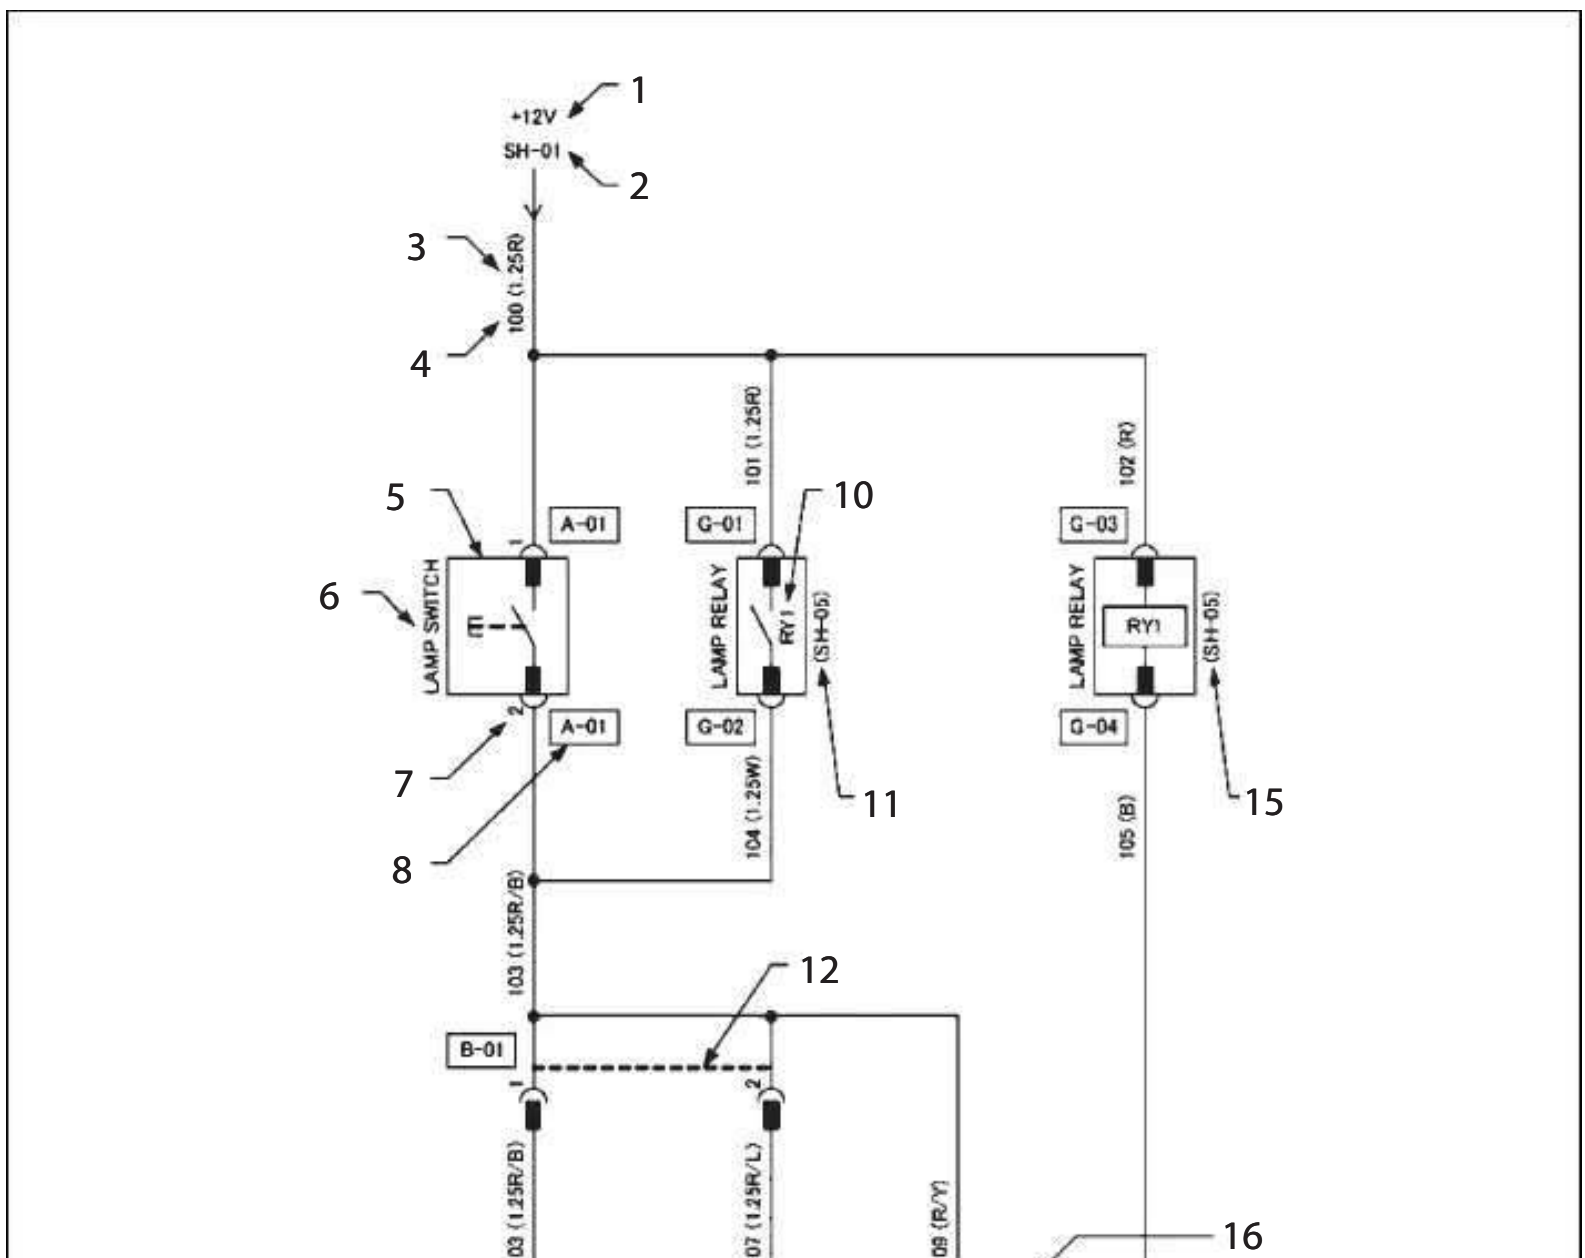 1
+12V
SH-01
2
3
100 (1.25R)
4
101 (1.25R)
102 (R)
5
10
A-01
G-01
G-03
1
6
LAMP SWITCH
LAMP RELAY
RY1
(SH-05)
LAMP RELAY
RY1
(SH-05)
2
A-01
G-02
G-04
7
8
104 (1.25W)
11
105 (B)
15
103 (1.25R/B)
12
B-01
1
2
03 (1.25R/B)
07 (1.25R/L)
09 (R/Y)
16